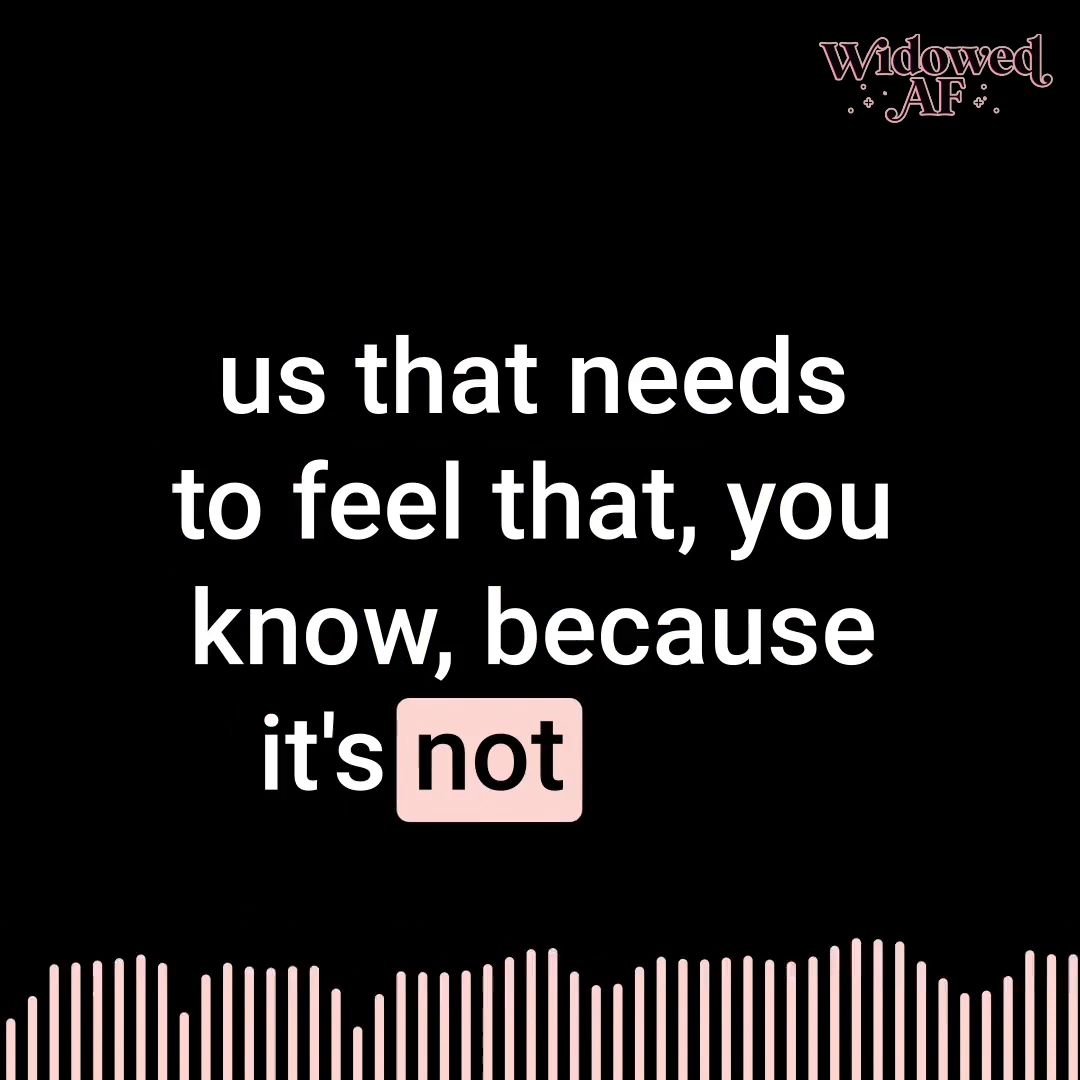 Widowed
AF
us that needs
to feel that, you
know, because
it's not